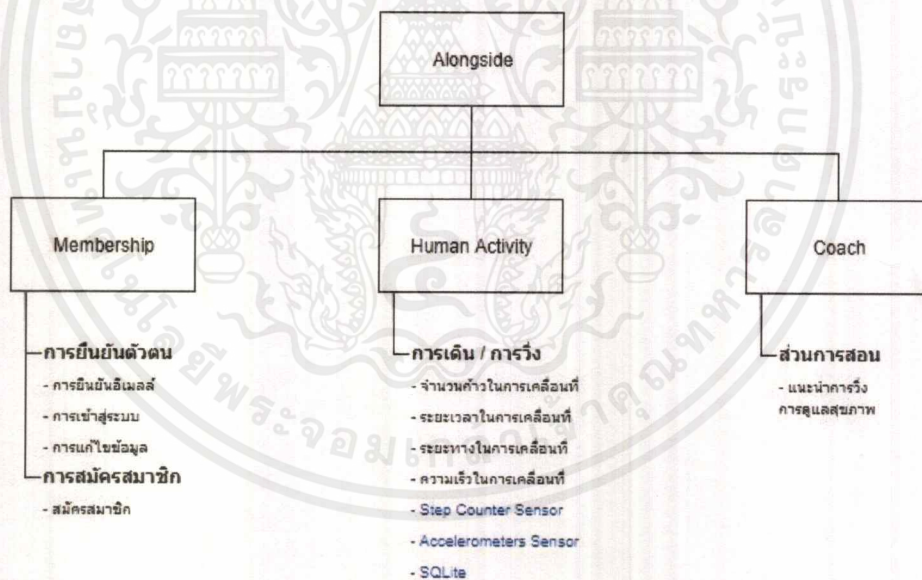 Alongside
Membership
Human Activity
Coach
การยืนยันตัวตน
- การยืนยันอีเมลล์
- การเข้าสู่ระบบ
- การแก้ไขข้อมูล
การสมัครสมาชิก
- สมัครสมาชิก
การเดิน / การวิ่ง
- จำนวนก้าวในการเคลื่อนที่
- ระยะเวลาในการเคลื่อนที่
- ระยะทางในการเคลื่อนที่
- ความเร็วในการเคลื่อนที่
- Step Counter Sensor
- Accelerometers Sensor
- SQLite
ส่วนการสอน
- แนะนำการวิ่ง
การดูแลสุขภาพ